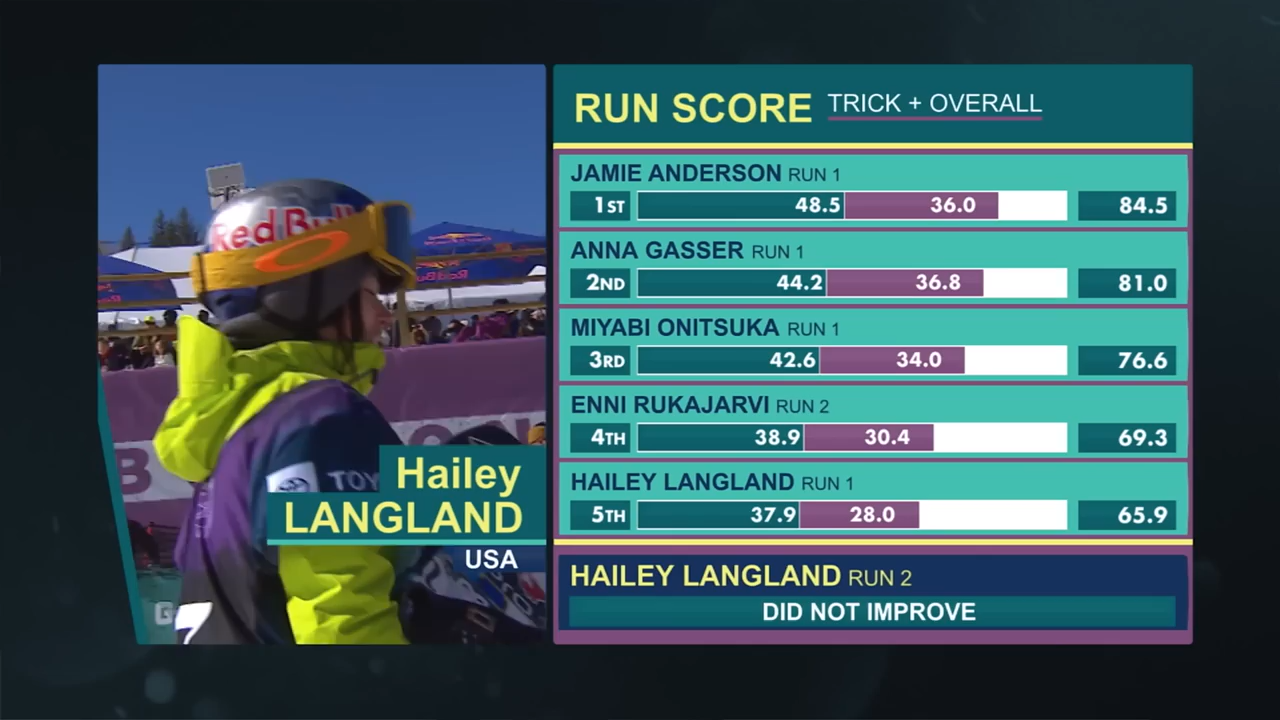 RUN SCORE TRICK + OVERALL
JAMIE ANDERSON RUN 1
1ST 48.5 36.0 84.5
ANNA GASSER RUN 1
2ND 44.2 36.8 81.0
MIYABI ONITSUKA RUN 1
3RD 42.6 34.0 76.6
ENNI RUKAJARVI RUN 2
4TH 38.9 30.4 69.3
HAILEY LANGLAND RUN 1
5TH 37.9 28.0 65.9
HAILEY LANGLAND RUN 2
DID NOT IMPROVE
Red Bull
Red Bull
TOY
Hailey
LANGLAND
USA